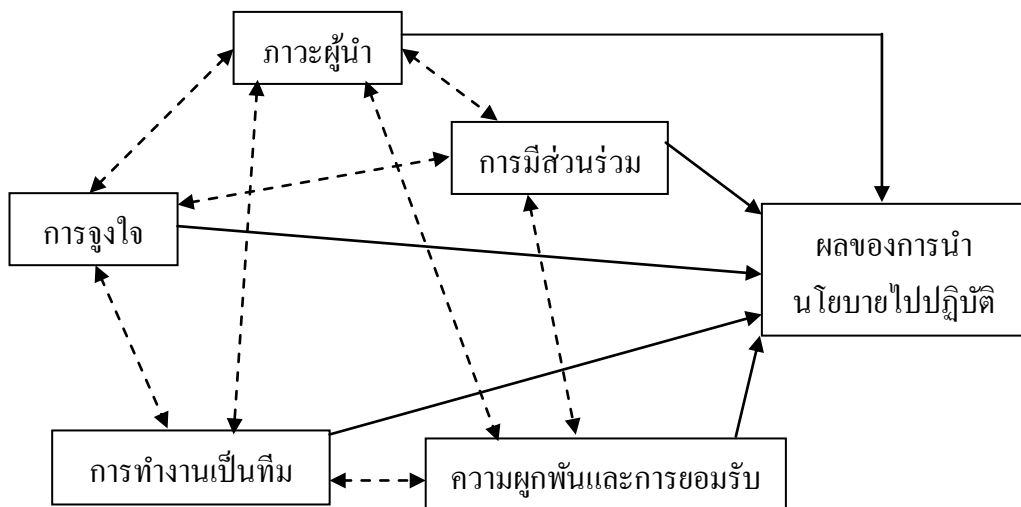 ภาวะผู้นำ
การมีส่วนร่วม
การจูงใจ
ผลของการนำ
นโยบายไปปฏิบัติ
การทำงานเป็นทีม
ความผูกพันและการยอมรับ